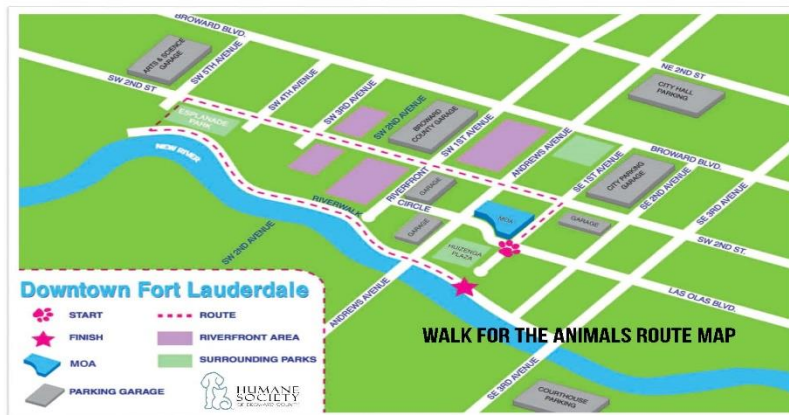 BROWARD BLVD.
ARTS & SCIENCE
GARAGE
SW 5TH AVENUE
SW 2ND ST.
SW 4TH AVENUE
ESPLANADE
PARK
SW 3RD AVENUE
SW 2ND AVENUE
BROWARD
COUNTY GARAGE
SW 1ST AVENUE
ANDREWS AVENUE
NE 2ND ST
CITY HALL
PARKING
BROWARD BLVD.
SE 1ST AVENUE
CITY PARKING
GARAGE
SE 2ND AVENUE
SE 3RD AVENUE
NEW RIVER
RIVERWALK
RIVERFRONT
GARAGE
CIRCLE
GARAGE
MOA
GARAGE
SW 2ND ST.
HUIZENGA
PLAZA
SW 2ND AVENUE
ANDREWS AVENUE
LAS OLAS BLVD.
WALK FOR THE ANIMALS ROUTE MAP
SE 3RD AVENUE
COURTHOUSE
PARKING
Downtown Fort Lauderdale
START
ROUTE
FINISH
RIVERFRONT AREA
MOA
SURROUNDING PARKS
PARKING GARAGE
HUMANE
SOCIETY
OF BROWARD COUNTY